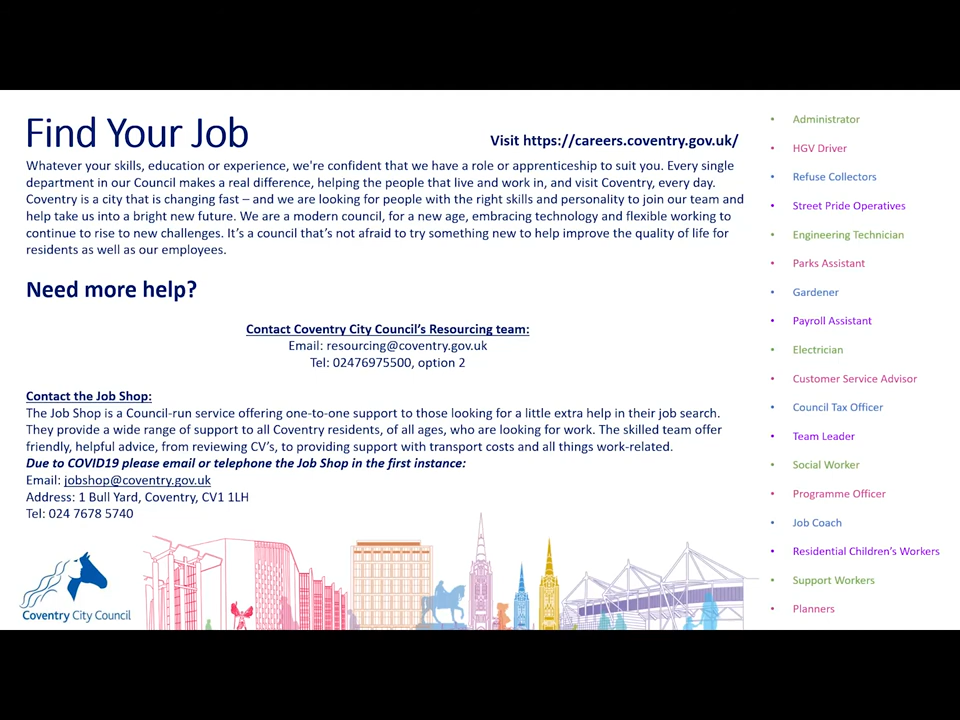 Find Your Job
Visit https://careers.coventry.gov.uk/
Whatever your skills, education or experience, we're confident that we have a role or apprenticeship to suit you. Every single
department in our Council makes a real difference, helping the people that live and work in, and visit Coventry, every day.
Coventry is a city that is changing fast – and we are looking for people with the right skills and personality to join our team and
help take us into a bright new future. We are a modern council, for a new age, embracing technology and flexible working to
continue to rise to new challenges. It's a council that's not afraid to try something new to help improve the quality of life for
residents as well as our employees.
Need more help?
Contact Coventry City Council's Resourcing team:
Email: resourcing@coventry.gov.uk
Tel: 02476975500, option 2
Contact the Job Shop:
The Job Shop is a Council-run service offering one-to-one support to those looking for a little extra help in their job search.
They provide a wide range of support to all Coventry residents, of all ages, who are looking for work. The skilled team offer
friendly, helpful advice, from reviewing CV's, to providing support with transport costs and all things work-related.
Due to COVID19 please email or telephone the Job Shop in the first instance:
Email: jobshop@coventry.gov.uk
Address: 1 Bull Yard, Coventry, CV1 1LH
Tel: 024 7678 5740
Coventry City Council
• Administrator
• HGV Driver
• Refuse Collectors
• Street Pride Operatives
• Engineering Technician
• Parks Assistant
• Gardener
• Payroll Assistant
• Electrician
• Customer Service Advisor
• Council Tax Officer
• Team Leader
• Social Worker
• Programme Officer
• Job Coach
• Residential Children's Workers
• Support Workers
• Planners